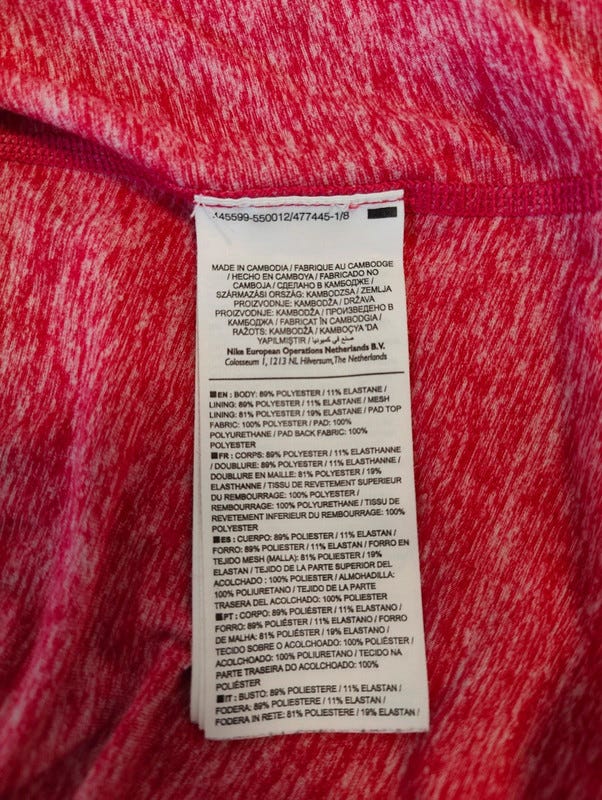 445599-550012/477445-1/8
MADE IN CAMBODIA / FABRIQUE AU CAMBODGE
/ HECHO EN CAMBOYA / FABRICADO NO
CAMBOJA / СДЕЛАНО В КАМБОДЖЕ /
SZÁRMAZÁSI ORSZÁG: KAMBODZSA / ZEMLJA
PROIZVODNJE: KAMBODŽA / DRŽAVA
PROIZVODNJE: KAMBODŽA / ПРОИЗВЕДЕНО В
КАМБОДЖА / FABRICAT ÎN CAMBODGIA /
RAŽOTS: KAMBODŽĀ / KAMBOÇYA'DA
YAPILMIŞTIR / صنع في كمبوديا
Nike European Operations Netherlands B.V.
Colosseum 1, 1213 NL Hilversum, The Netherlands
EN : BODY: 89% POLYESTER / 11% ELASTANE /
LINING: 89% POLYESTER / 11% ELASTANE / MESH
LINING: 81% POLYESTER / 19% ELASTANE / PAD TOP
FABRIC: 100% POLYESTER / PAD: 100%
POLYURETHANE / PAD BACK FABRIC: 100%
POLYESTER
FR : CORPS: 89% POLYESTER / 11% ELASTHANNE
/ DOUBLURE: 89% POLYESTER / 11% ELASTHANNE /
DOUBLURE EN MAILLE: 81% POLYESTER / 19%
ELASTHANNE / TISSU DE REVETEMENT SUPERIEUR
DU REMBOURRAGE: 100% POLYESTER /
REMBOURRAGE: 100% POLYURETHANE / TISSU DE
REVETEMENT INFERIEUR DU REMBOURRAGE: 100%
POLYESTER
ES : CUERPO: 89% POLIÉSTER / 11% ELASTAN /
FORRO: 89% POLIÉSTER / 11% ELASTAN / FORRO EN
TEJIDO MESH (MALLA): 81% POLIÉSTER / 19%
ELASTAN / TEJIDO DE LA PARTE SUPERIOR DEL
ACOLCHADO : 100% POLIÉSTER / ALMOHADILLA:
100% POLIURETANO / TEJIDO DE LA PARTE
TRASERA DEL ACOLCHADO: 100% POLIÉSTER
PT : CORPO: 89% POLIÉSTER / 11% ELASTANO /
FORRO: 89% POLIÉSTER / 11% ELASTANO / FORRO
DE MALHA: 81% POLIÉSTER / 19% ELASTANO /
TECIDO SOBRE O ACOLCHOADO: 100% POLIÉSTER /
ACOLCHOADO: 100% POLIURETANO / TECIDO NA
PARTE TRASEIRA DO ACOLCHOADO: 100%
POLIÉSTER
IT : BUSTO: 89% POLIESTERE / 11% ELASTAN /
FODERA: 89% POLIESTERE / 11% ELASTAN /
FODERA IN RETE: 81% POLIESTERE / 19% ELASTAN /